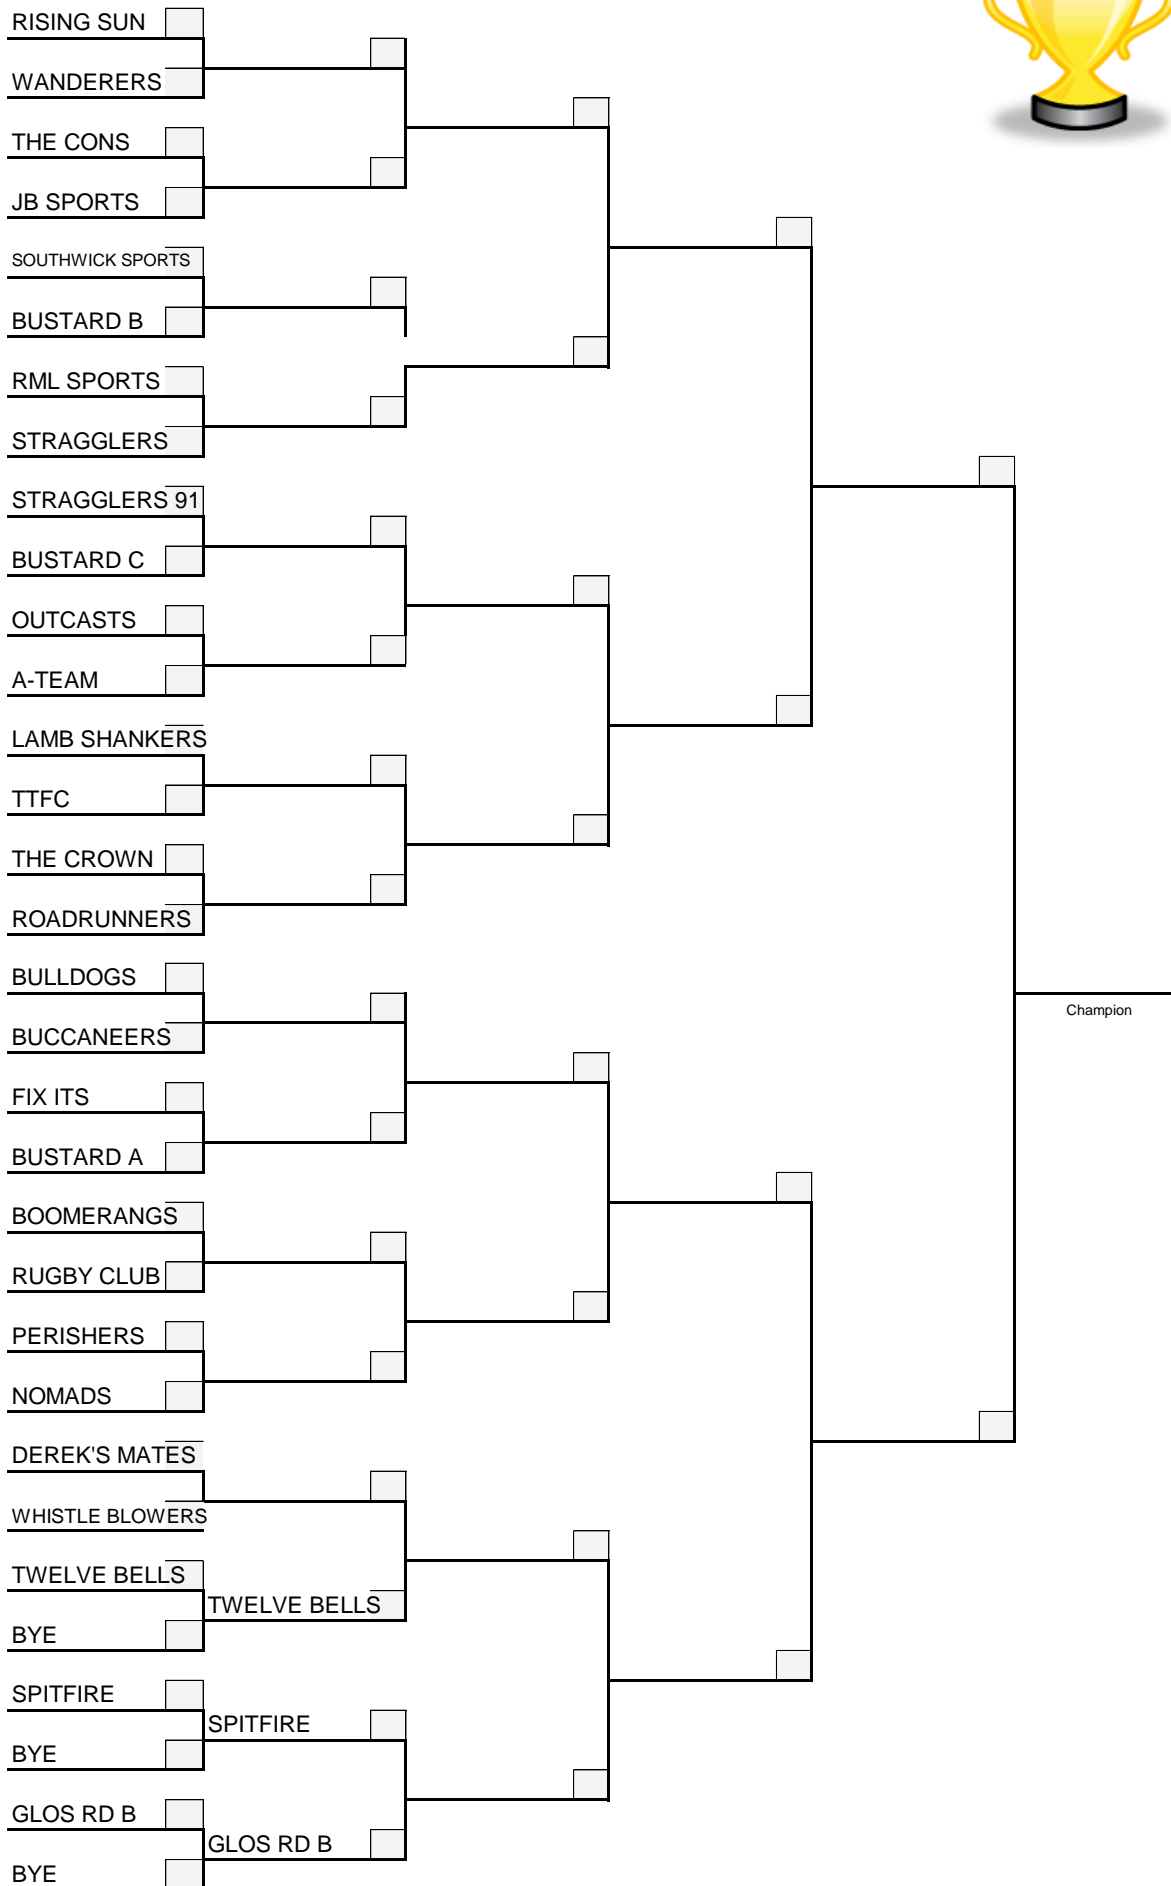 RISING SUN
WANDERERS
THE CONS
JB SPORTS
SOUTHWICK SPORTS
BUSTARD B
RML SPORTS
STRAGGLERS
STRAGGLERS 91
BUSTARD C
OUTCASTS
A-TEAM
LAMB SHANKERS
TTFC
THE CROWN
ROADRUNNERS
BULLDOGS
Champion
BUCCANEERS
FIX ITS
BUSTARD A
BOOMERANGS
RUGBY CLUB
PERISHERS
NOMADS
DEREK'S MATES
WHISTLE BLOWERS
TWELVE BELLS
TWELVE BELLS
BYE
SPITFIRE
SPITFIRE
BYE
GLOS RD B
GLOS RD B
BYE